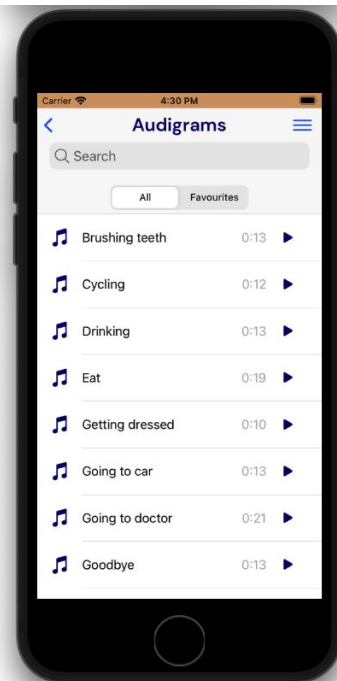 Carrier 4:30 PM
Audigrams
Search
All Favourites
Brushing teeth 0:13
Cycling 0:12
Drinking 0:13
Eat 0:19
Getting dressed 0:10
Going to car 0:13
Going to doctor 0:21
Goodbye 0:13